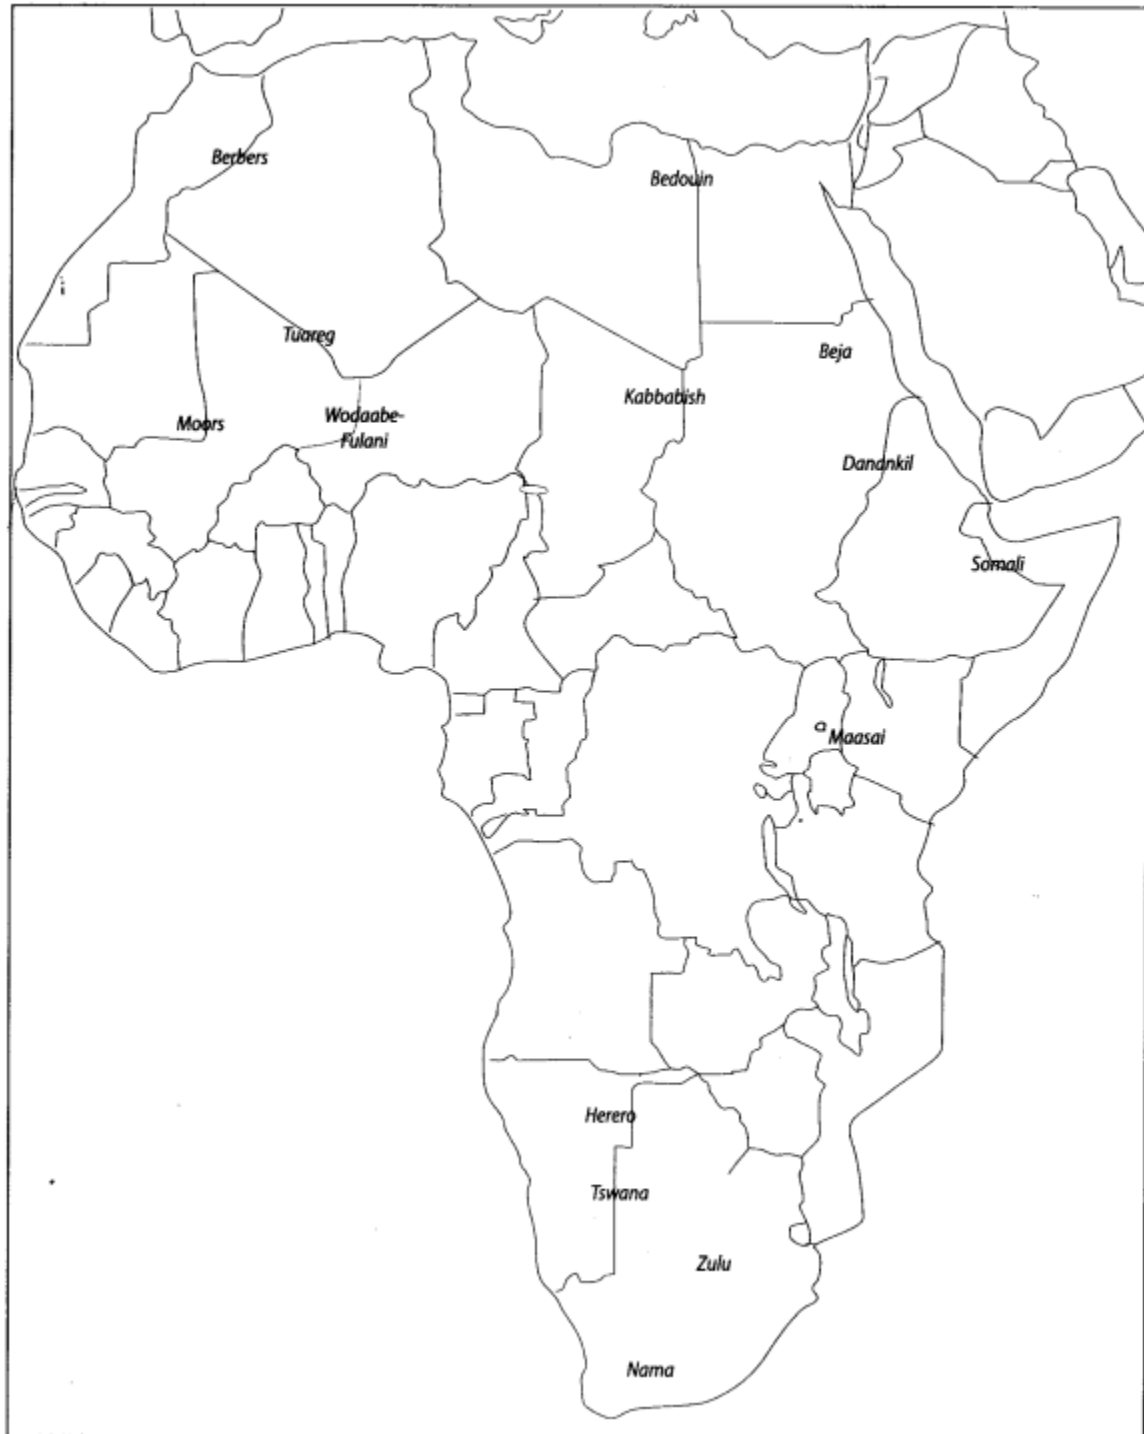 Berbers
Bedouin
Tuareg
Beja
Kabbabish
Moors
Wodaabe-
Fulani
Danankil
Somali
Maasai
Herero
Tswana
Zulu
Nama